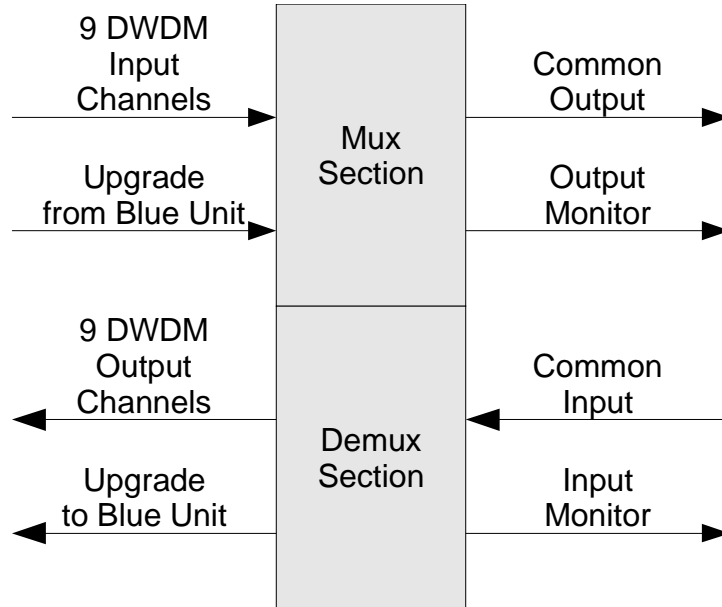 9 DWDM
Input
Channels
Upgrade
from Blue Unit
Mux
Section
Common
Output
Output
Monitor
9 DWDM
Output
Channels
Upgrade
to Blue Unit
Demux
Section
Common
Input
Input
Monitor